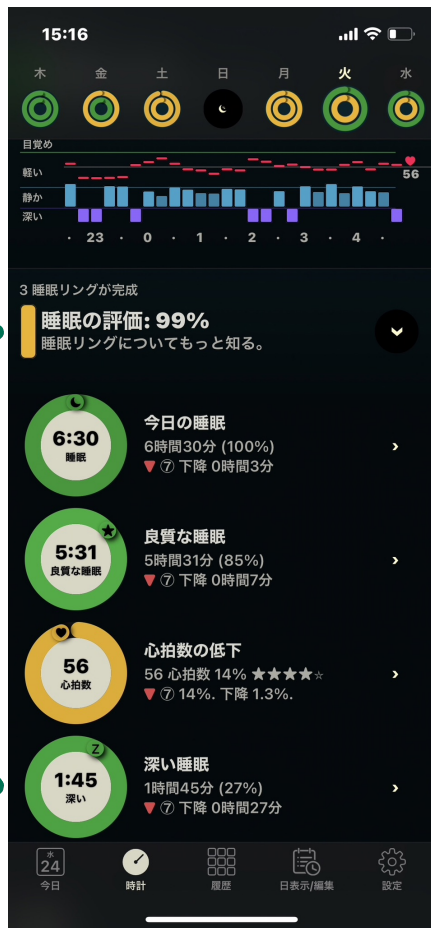 15:16
木 金 土 日 月 火 水
目覚め
軽い
56
静か
深い
· 23 · 0 · 1 · 2 · 3 · 4 ·
3 睡眠リングが完成
睡眠の評価: 99%
睡眠リングについてもっと知る。
6:30
睡眠
今日の睡眠
6時間30分 (100%)
▼ ⑦ 下降 0時間3分
5:31
良質な睡眠
良質な睡眠
5時間31分 (85%)
▼ ⑦ 下降 0時間7分
56
心拍数
心拍数の低下
56 心拍数 14% ★★★★☆
▼ ⑦ 14%. 下降 1.3%.
Z
1:45
深い
深い睡眠
1時間45分 (27%)
▼ ⑦ 下降 0時間27分
水
24
今日 時計 履歴 日表示/編集 設定